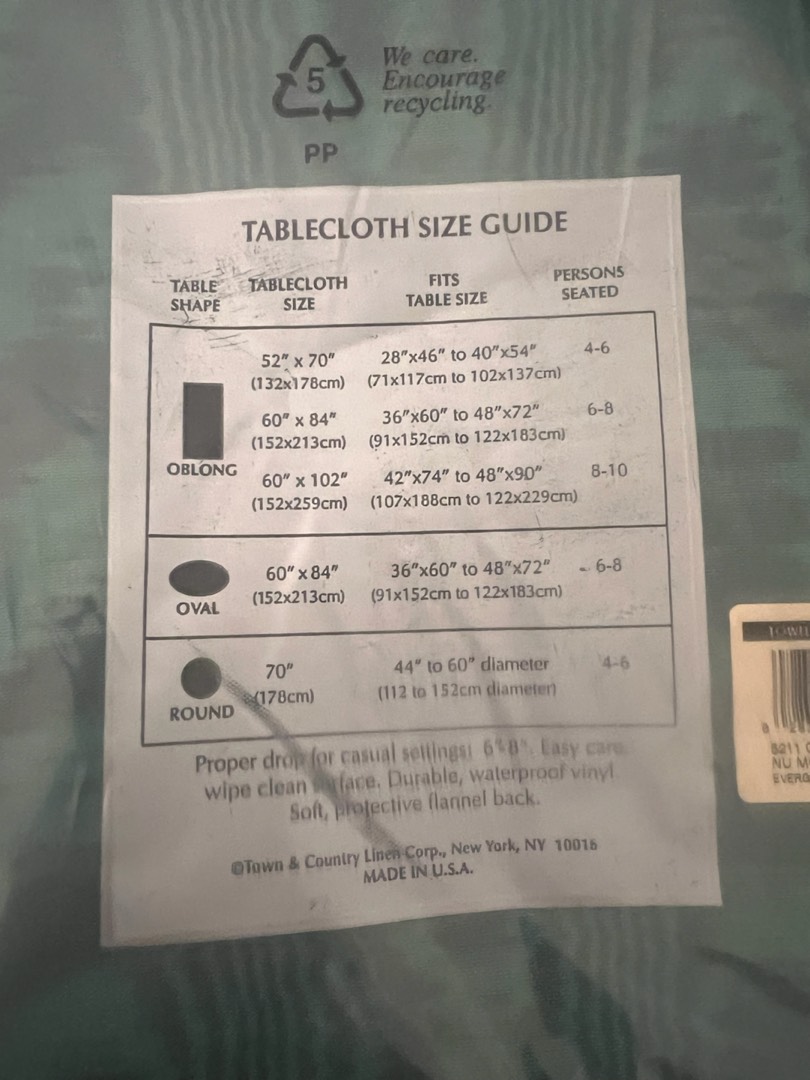 5
PP
We care.
Encourage
recycling.
TABLECLOTH SIZE GUIDE
TABLE SHAPE
TABLECLOTH SIZE
FITS TABLE SIZE
PERSONS SEATED
52" x 70" 28"x46" to 40"x54" 4-6
(132x178cm) (71x117cm to 102x137cm)
60" x 84" 36"x60" to 48"x72" 6-8
(152x213cm) (91x152cm to 122x183cm)
OBLONG
60" x 102" 42"x74" to 48"x90" 8-10
(152x259cm) (107x188cm to 122x229cm)
60" x 84" 36"x60" to 48"x72" 6-8
OVAL (152x213cm) (91x152cm to 122x183cm)
70" 44" to 60" diameter 4-6
ROUND (178cm) (112 to 152cm diameter)
Proper drop for casual settings: 6"8". Easy care
wipe clean surface. Durable, waterproof vinyl
Soft, protective flannel back.
©Town & Country Linen Corp., New York, NY 10016
MADE IN U.S.A.
NU